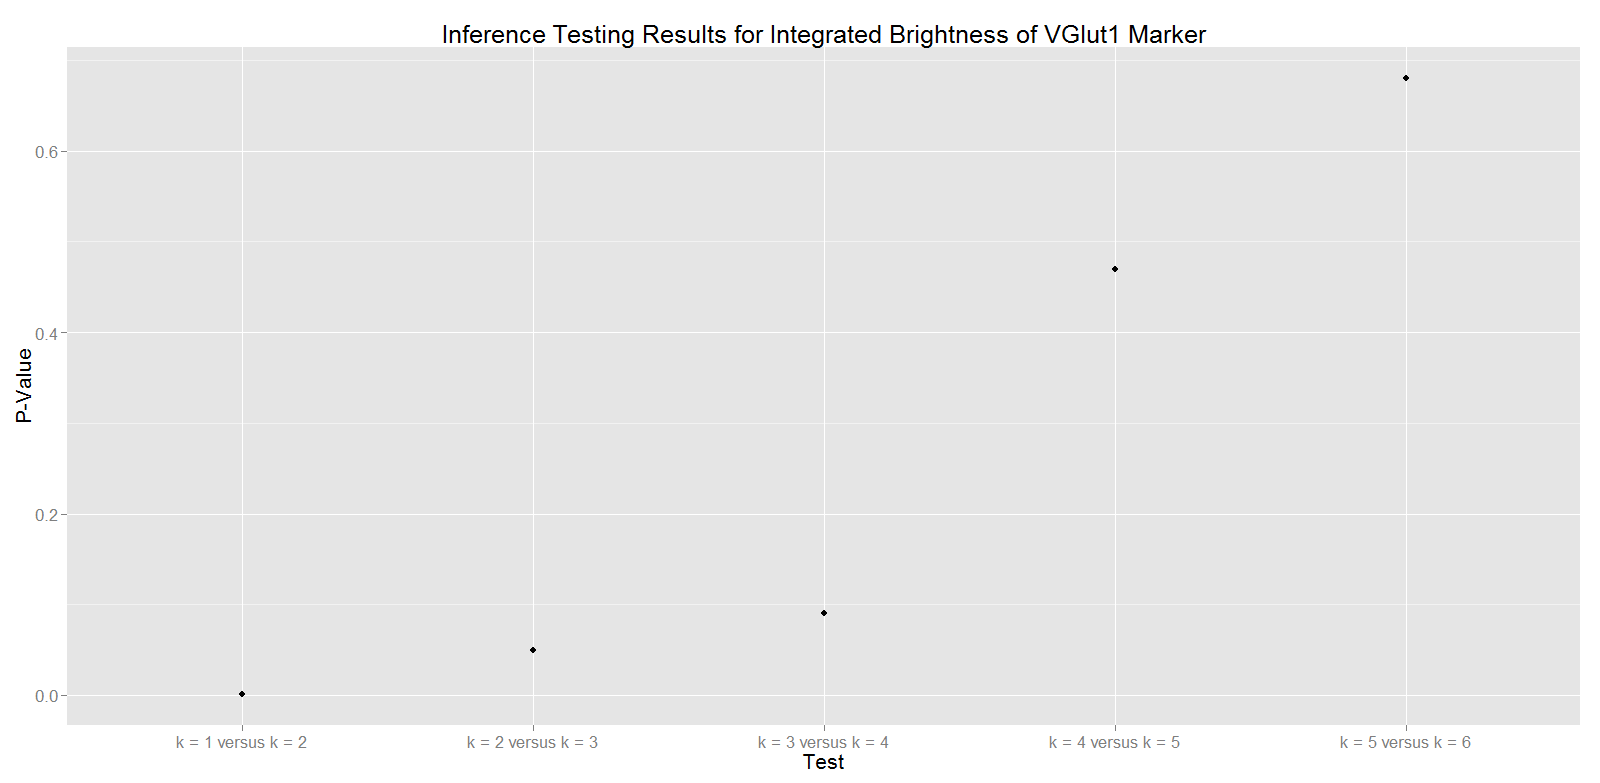 Inference Testing Results for Integrated Brightness of VGlut1 Marker
P-Value
0.6
0.4
0.2
0.0
k = 1 versus k = 2
k = 2 versus k = 3
k = 3 versus k = 4
k = 4 versus k = 5
k = 5 versus k = 6
Test